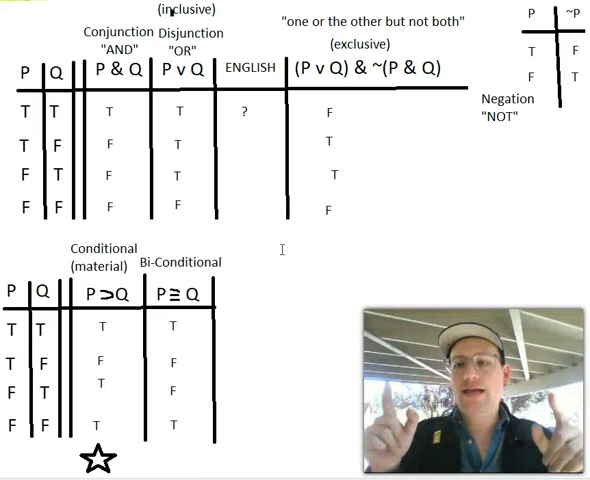 (inclusive)
Conjunction Disjunction "one or the other but not both"
"AND" "OR" (exclusive)
P Q P & Q P v Q ENGLISH (P v Q) & ~(P & Q)
T T T T ? F
T F F T T
F T F T T
F F F F F
P ~P
T F
F T
Negation
"NOT"
Conditional
(material) Bi-Conditional
P Q P ⊃ Q P ≡ Q
T T T T
T F F F
F T T F
F F T T